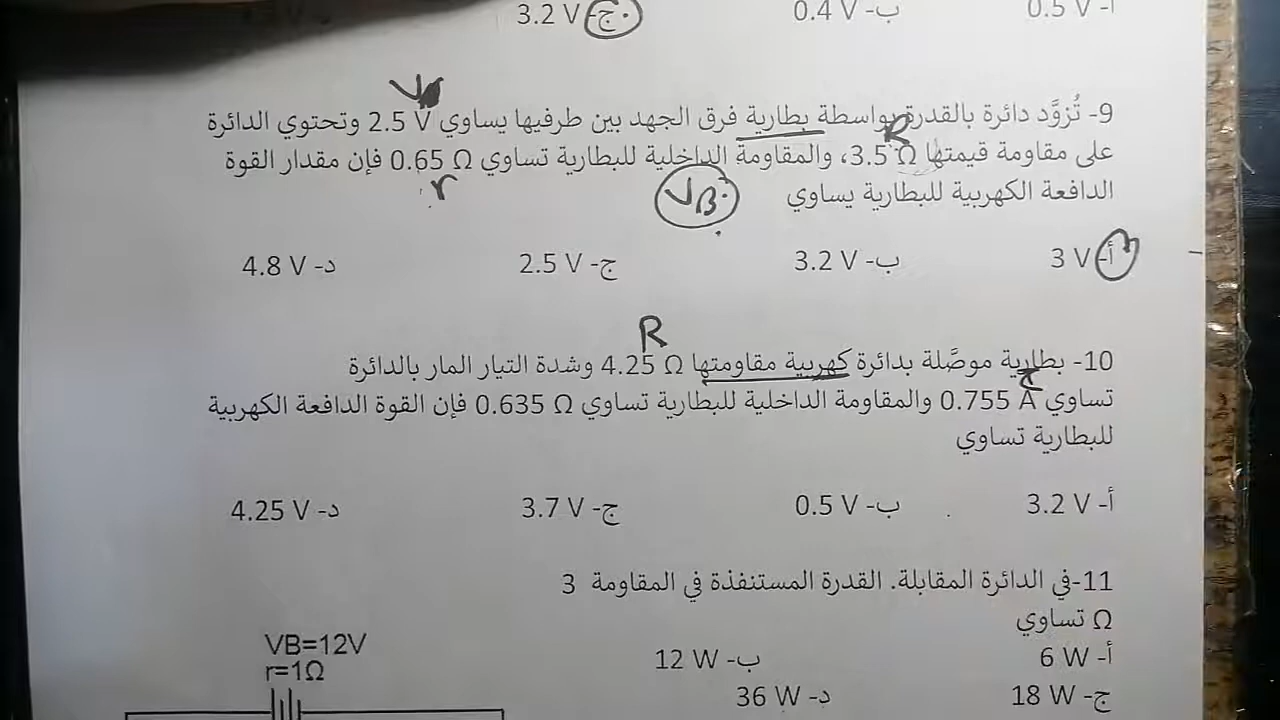 أ- 0.5 V ب- 0.4 V ج- 3.2 V
V
9- تُزوَّد دائرة بالقدرة بواسطة بطارية فرق الجهد بين طرفيها يساوي 2.5 V وتحتوي الدائرة
R
على مقاومة قيمتها 3.5 Ω، والمقاومة الداخلية للبطارية تساوي 0.65 Ω فإن مقدار القوة
r
الدافعة الكهربية للبطارية يساوي
VB
أ- 3 V ب- 3.2 V ج- 2.5 V د- 4.8 V
R
10- بطارية موصَّلة بدائرة كهربية مقاومتها 4.25 Ω وشدة التيار المار بالدائرة
تساوي 0.755 A والمقاومة الداخلية للبطارية تساوي 0.635 Ω فإن القوة الدافعة الكهربية
للبطارية تساوي
أ- 3.2 V ب- 0.5 V ج- 3.7 V د- 4.25 V
11-في الدائرة المقابلة. القدرة المستنفذة في المقاومة 3
Ω تساوي
أ- 6 W ب- 12 W
ج- 18 W د- 36 W
VB=12V
r=1Ω